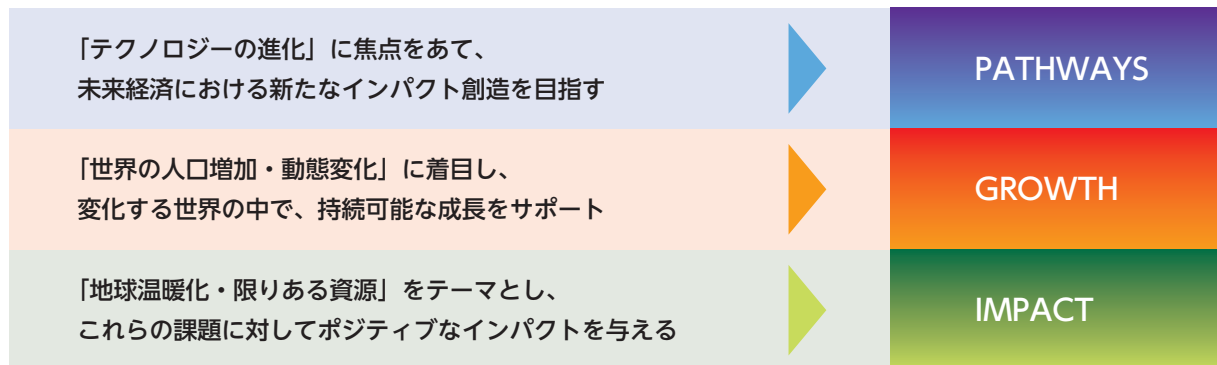 「テクノロジーの進化」に焦点をあて、
未来経済における新たなインパクト創造を目指す
PATHWAYS
「世界の人口増加・動態変化」に着目し、
変化する世界の中で、持続可能な成長をサポート
GROWTH
「地球温暖化・限りある資源」をテーマとし、
これらの課題に対してポジティブなインパクトを与える
IMPACT